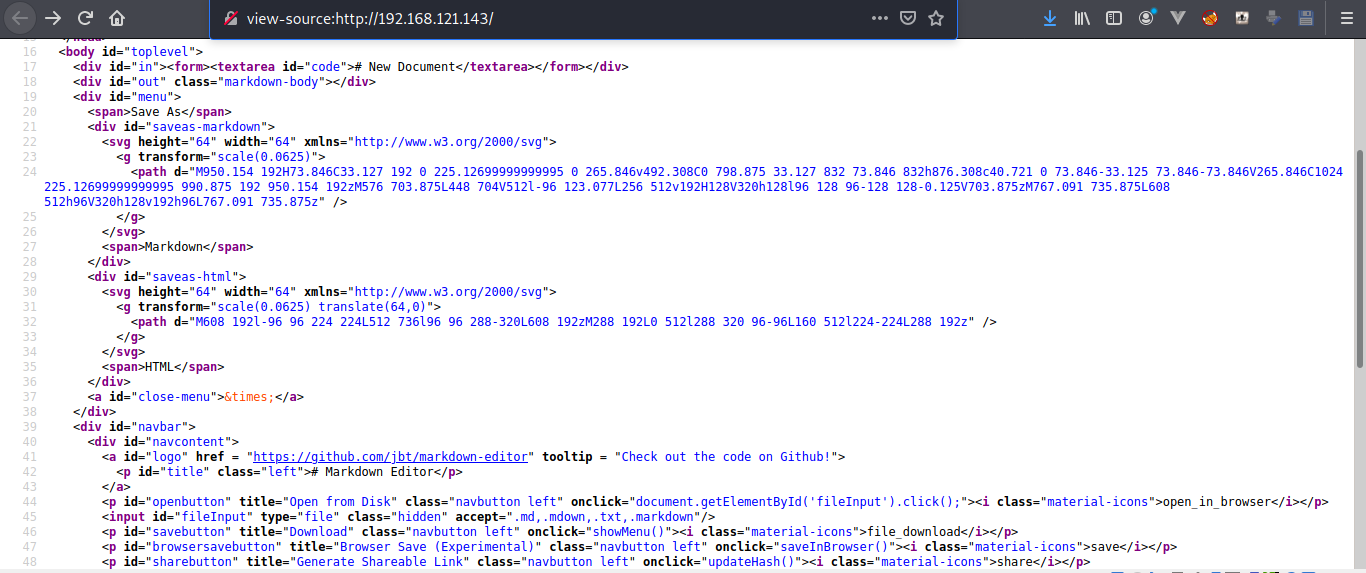 view-source:http://192.168.121.143/
16 <body id="toplevel">
17 <div id="in"><form><textarea id="code"># New Document</textarea></form></div>
18 <div id="out" class="markdown-body"></div>
19 <div id="menu">
20 <span>Save As</span>
21 <div id="saveas-markdown">
22 <svg height="64" width="64" xmlns="http://www.w3.org/2000/svg">
23 <g transform="scale(0.0625)">
24 <path d="M950.154 192H73.846C33.127 192 0 225.12699999999995 0 265.846v492.308C0 798.875 33.127 832 73.846 832h876.308c40.721 0 73.846-33.125 73.846-73.846V265.846C1024
225.12699999999995 990.875 192 950.154 192zM576 703.875L448 704V512l-96 123.077L256 512v192H128V320h128l96 128 96-128 128-0.125V703.875zM767.091 735.875L608
512h96V320h128v192h96L767.091 735.875z" />
25 </g>
26 </svg>
27 <span>Markdown</span>
28 </div>
29 <div id="saveas-html">
30 <svg height="64" width="64" xmlns="http://www.w3.org/2000/svg">
31 <g transform="scale(0.0625) translate(64,0)">
32 <path d="M608 192l-96 96 224 224L512 736l96 96 288-320L608 192zM288 192L0 512l288 320 96-96L160 512l224-224L288 192z" />
33 </g>
34 </svg>
35 <span>HTML</span>
36 </div>
37 <a id="close-menu">&times;</a>
38 </div>
39 <div id="navbar">
40 <div id="navcontent">
41 <a id="logo" href = "https://github.com/jbt/markdown-editor" tooltip = "Check out the code on Github!">
42 <p id="title" class="left"># Markdown Editor</p>
43 </a>
44 <p id="openbutton" title="Open from Disk" class="navbutton left" onclick="document.getElementById('fileInput').click();"><i class="material-icons">open_in_browser</i></p>
45 <input id="fileInput" type="file" class="hidden" accept=".md,.mdown,.txt,.markdown"/>
46 <p id="savebutton" title="Download" class="navbutton left" onclick="showMenu()"><i class="material-icons">file_download</i></p>
47 <p id="browsersavebutton" title="Browser Save (Experimental)" class="navbutton left" onclick="saveInBrowser()"><i class="material-icons">save</i></p>
48 <p id="sharebutton" title="Generate Shareable Link" class="navbutton left" onclick="updateHash()"><i class="material-icons">share</i></p>